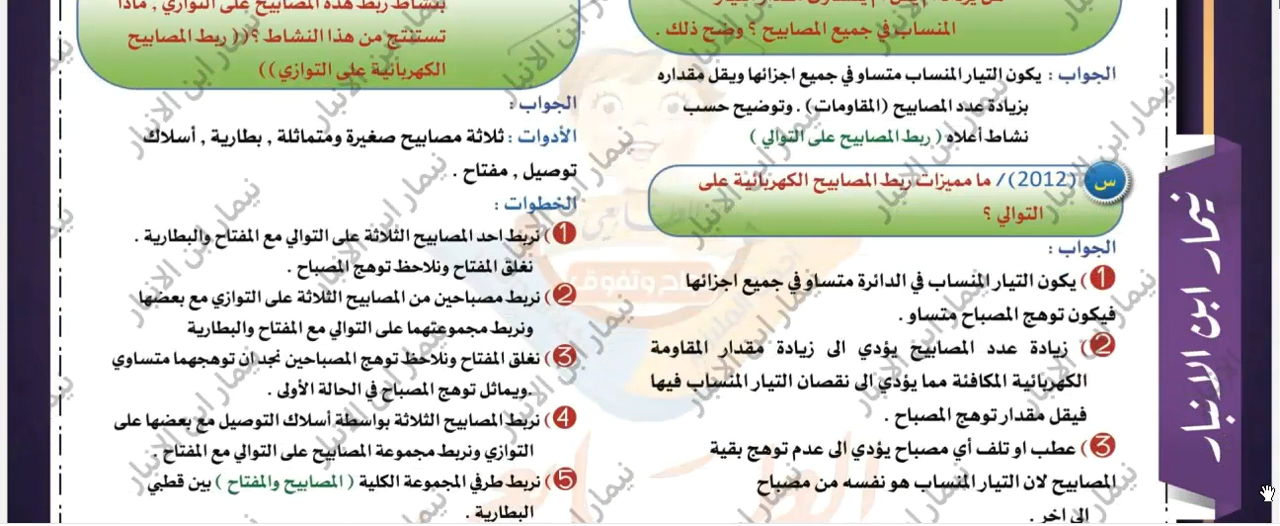 المنساب في جميع المصابيح ؟ وضح ذلك .
الجواب : يكون التيار المنساب متساو في جميع اجزائها ويقل مقداره
بزيادة عدد المصابيح (المقاومات) . وتوضيح حسب
نشاط أعلاه ( ربط المصابيح على التوالي )
س (2012)/ ما مميزات ربط المصابيح الكهربائية على
التوالي ؟
الجواب :
1) يكون التيار المنساب في الدائرة متساو في جميع اجزائها
فيكون توهج المصباح متساو .
2) زيادة عدد المصابيح يؤدي الى زيادة مقدار المقاومة
الكهربائية المكافئة مما يؤدي الى نقصان التيار المنساب فيها
فيقل مقدار توهج المصباح .
3) عطب او تلف أي مصباح يؤدي الى عدم توهج بقية
المصابيح لان التيار المنساب هو نفسه من مصباح
الى اخر .
بنشاط ربط هذه المصابيح على التوازي , ماذا
تستنتج من هذا النشاط ؟(( ربط المصابيح
الكهربائية على التوازي))
الجواب :
الأدوات : ثلاثة مصابيح صغيرة ومتماثلة , بطارية , أسلاك
توصيل , مفتاح .
الخطوات :
1) نربط احد المصابيح الثلاثة على التوالي مع المفتاح والبطارية .
نغلق المفتاح ونلاحظ توهج المصباح .
2) نربط مصباحين من المصابيح الثلاثة على التوازي مع بعضها
ونربط مجموعتهما على التوالي مع المفتاح والبطارية
3) نغلق المفتاح ونلاحظ توهج المصباحين نجد ان توهجهما متساوي
.ويماثل توهج المصباح في الحالة الأولى .
4) نربط المصابيح الثلاثة بواسطة أسلاك التوصيل مع بعضها على
التوازي ونربط مجموعة المصابيح على التوالي مع المفتاح .
5) نربط طرفي المجموعة الكلية ( المصابيح والمفتاح ) بين قطبي
البطارية .
نيمار ابن الانبار